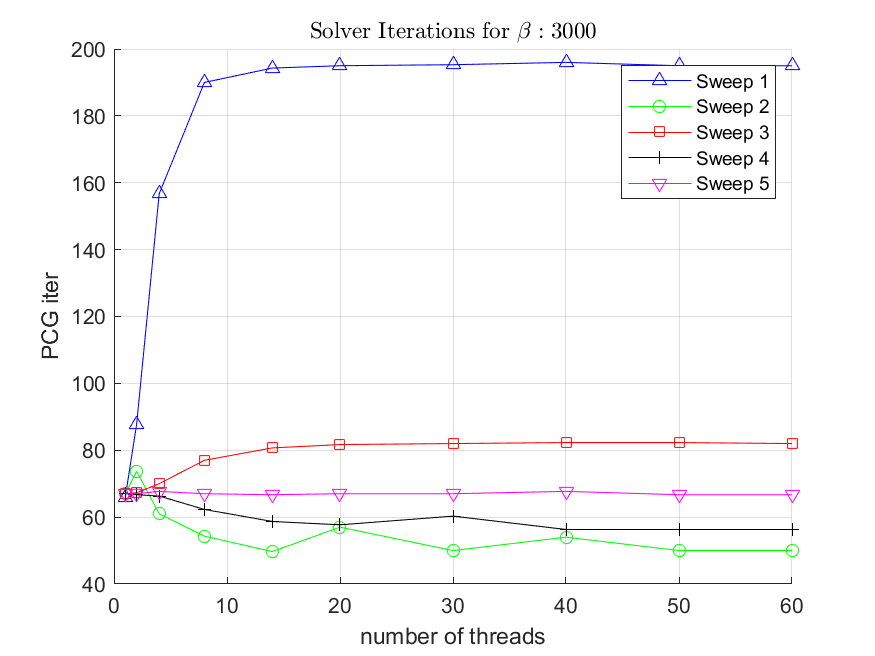 Solver Iterations for β : 3000
200
180
160
140
120
100
80
60
40
PCG iter
Sweep 1
Sweep 2
Sweep 3
Sweep 4
Sweep 5
0 10 20 30 40 50 60
number of threads